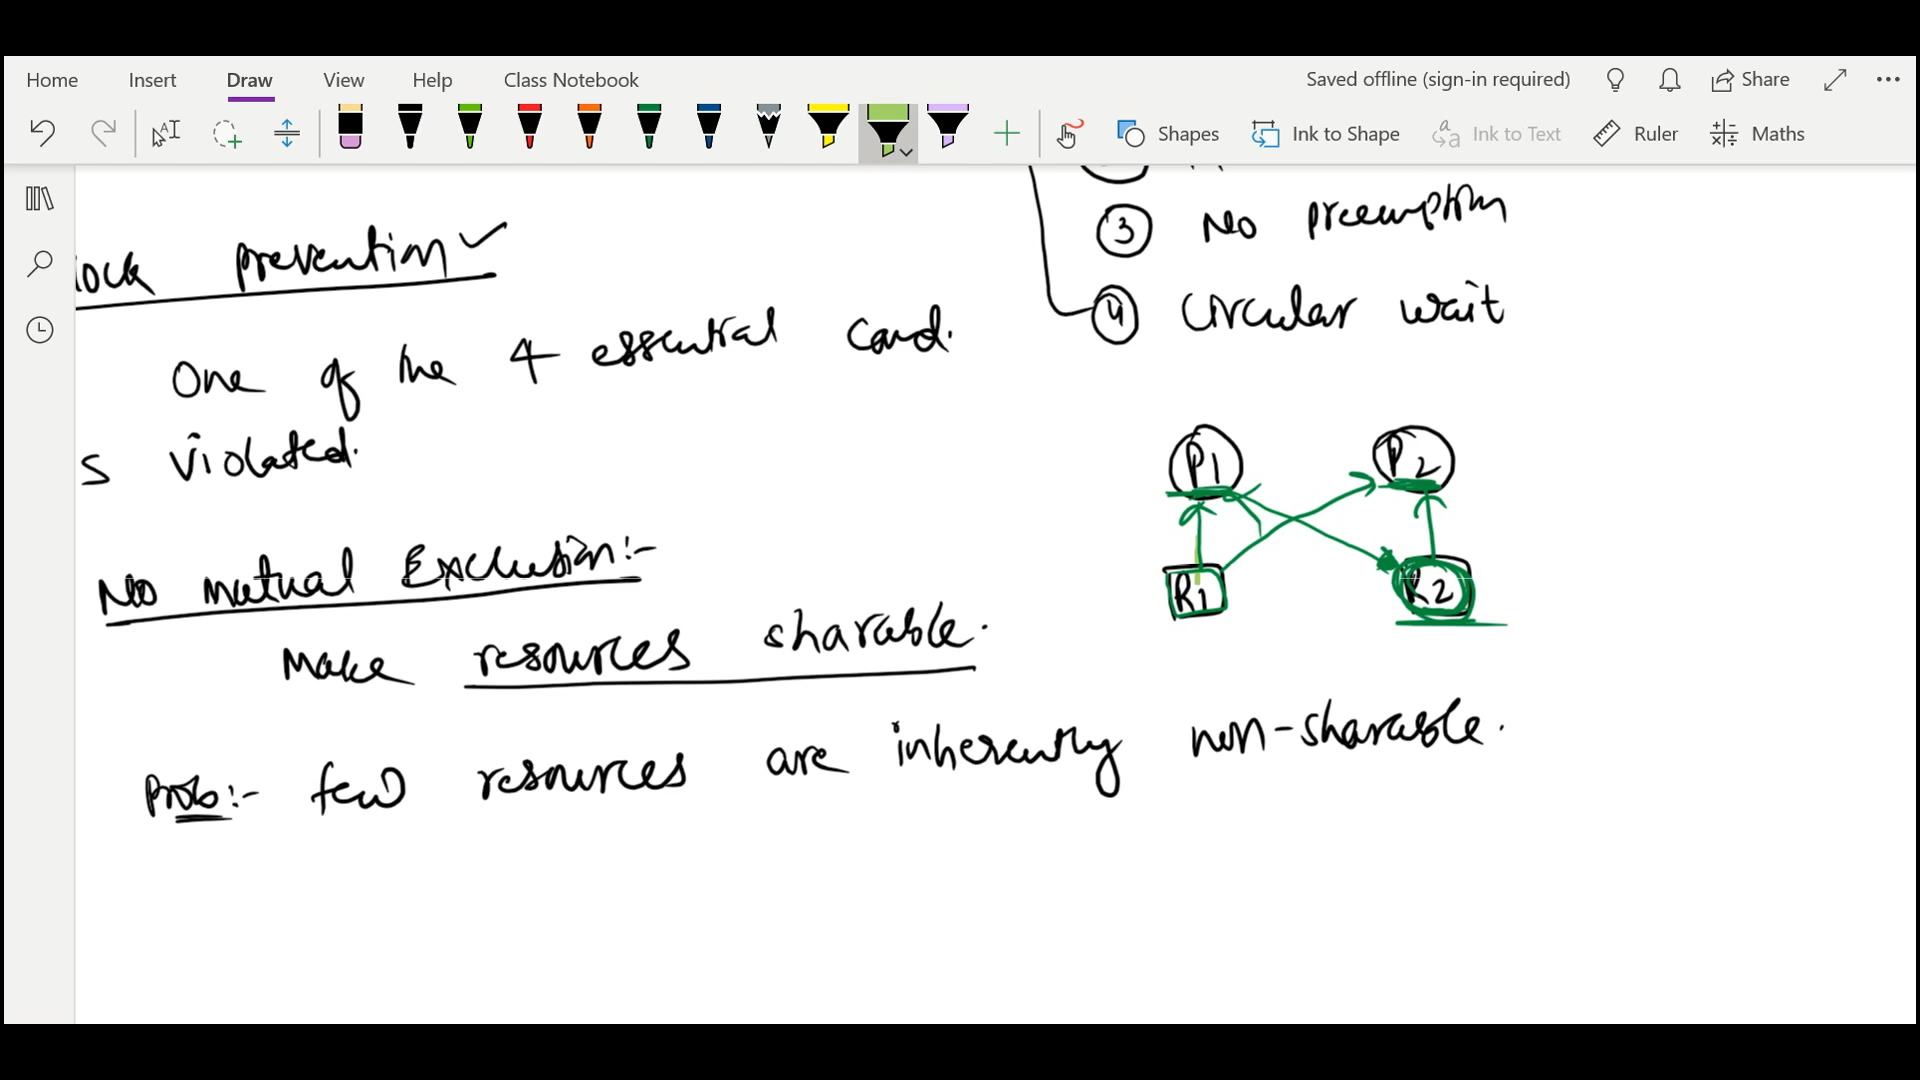 Home Insert Draw View Help Class Notebook Saved offline (sign-in required) Share
Shapes Ink to Shape Ink to Text Ruler Maths
3 No preemption
lock prevention
4 Circular wait
One of the 4 essential cond.
s violated.
P1 P2
No Mutual Exclusion:-
R1 R2
Make resources sharable.
Prob:- few resources are inherently non-sharable.